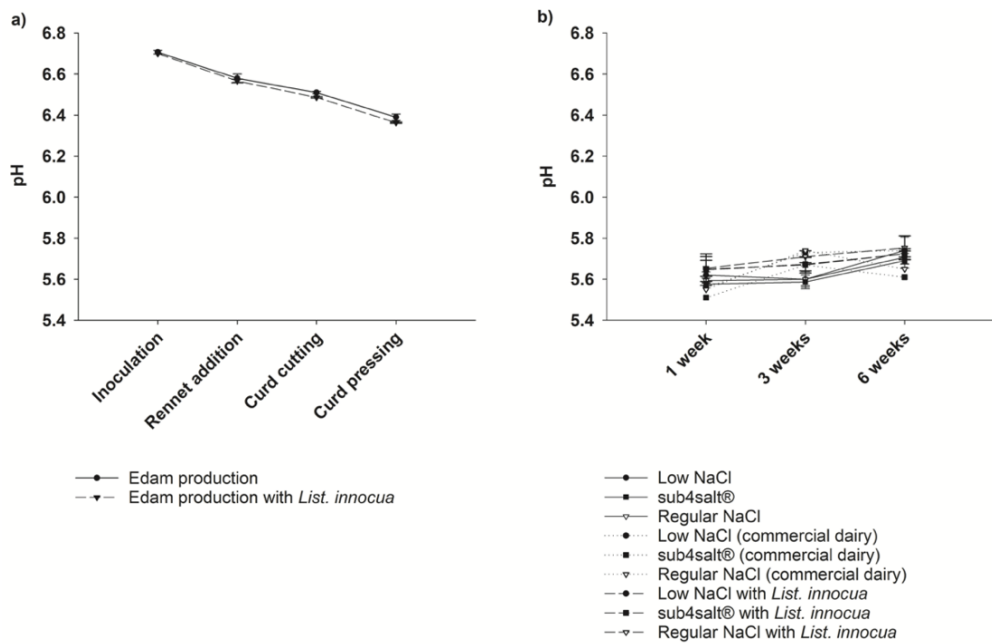 a)
6.8
6.6
6.4
6.2
6.0
5.8
5.6
5.4
pH
Inoculation
Rennet addition
Curd cutting
Curd pressing
Edam production
Edam production with List. innocua
b)
6.8
6.6
6.4
6.2
6.0
5.8
5.6
5.4
pH
1 week
3 weeks
6 weeks
Low NaCl
sub4salt®
Regular NaCl
Low NaCl (commercial dairy)
sub4salt® (commercial dairy)
Regular NaCl (commercial dairy)
Low NaCl with List. innocua
sub4salt® with List. innocua
Regular NaCl with List. innocua